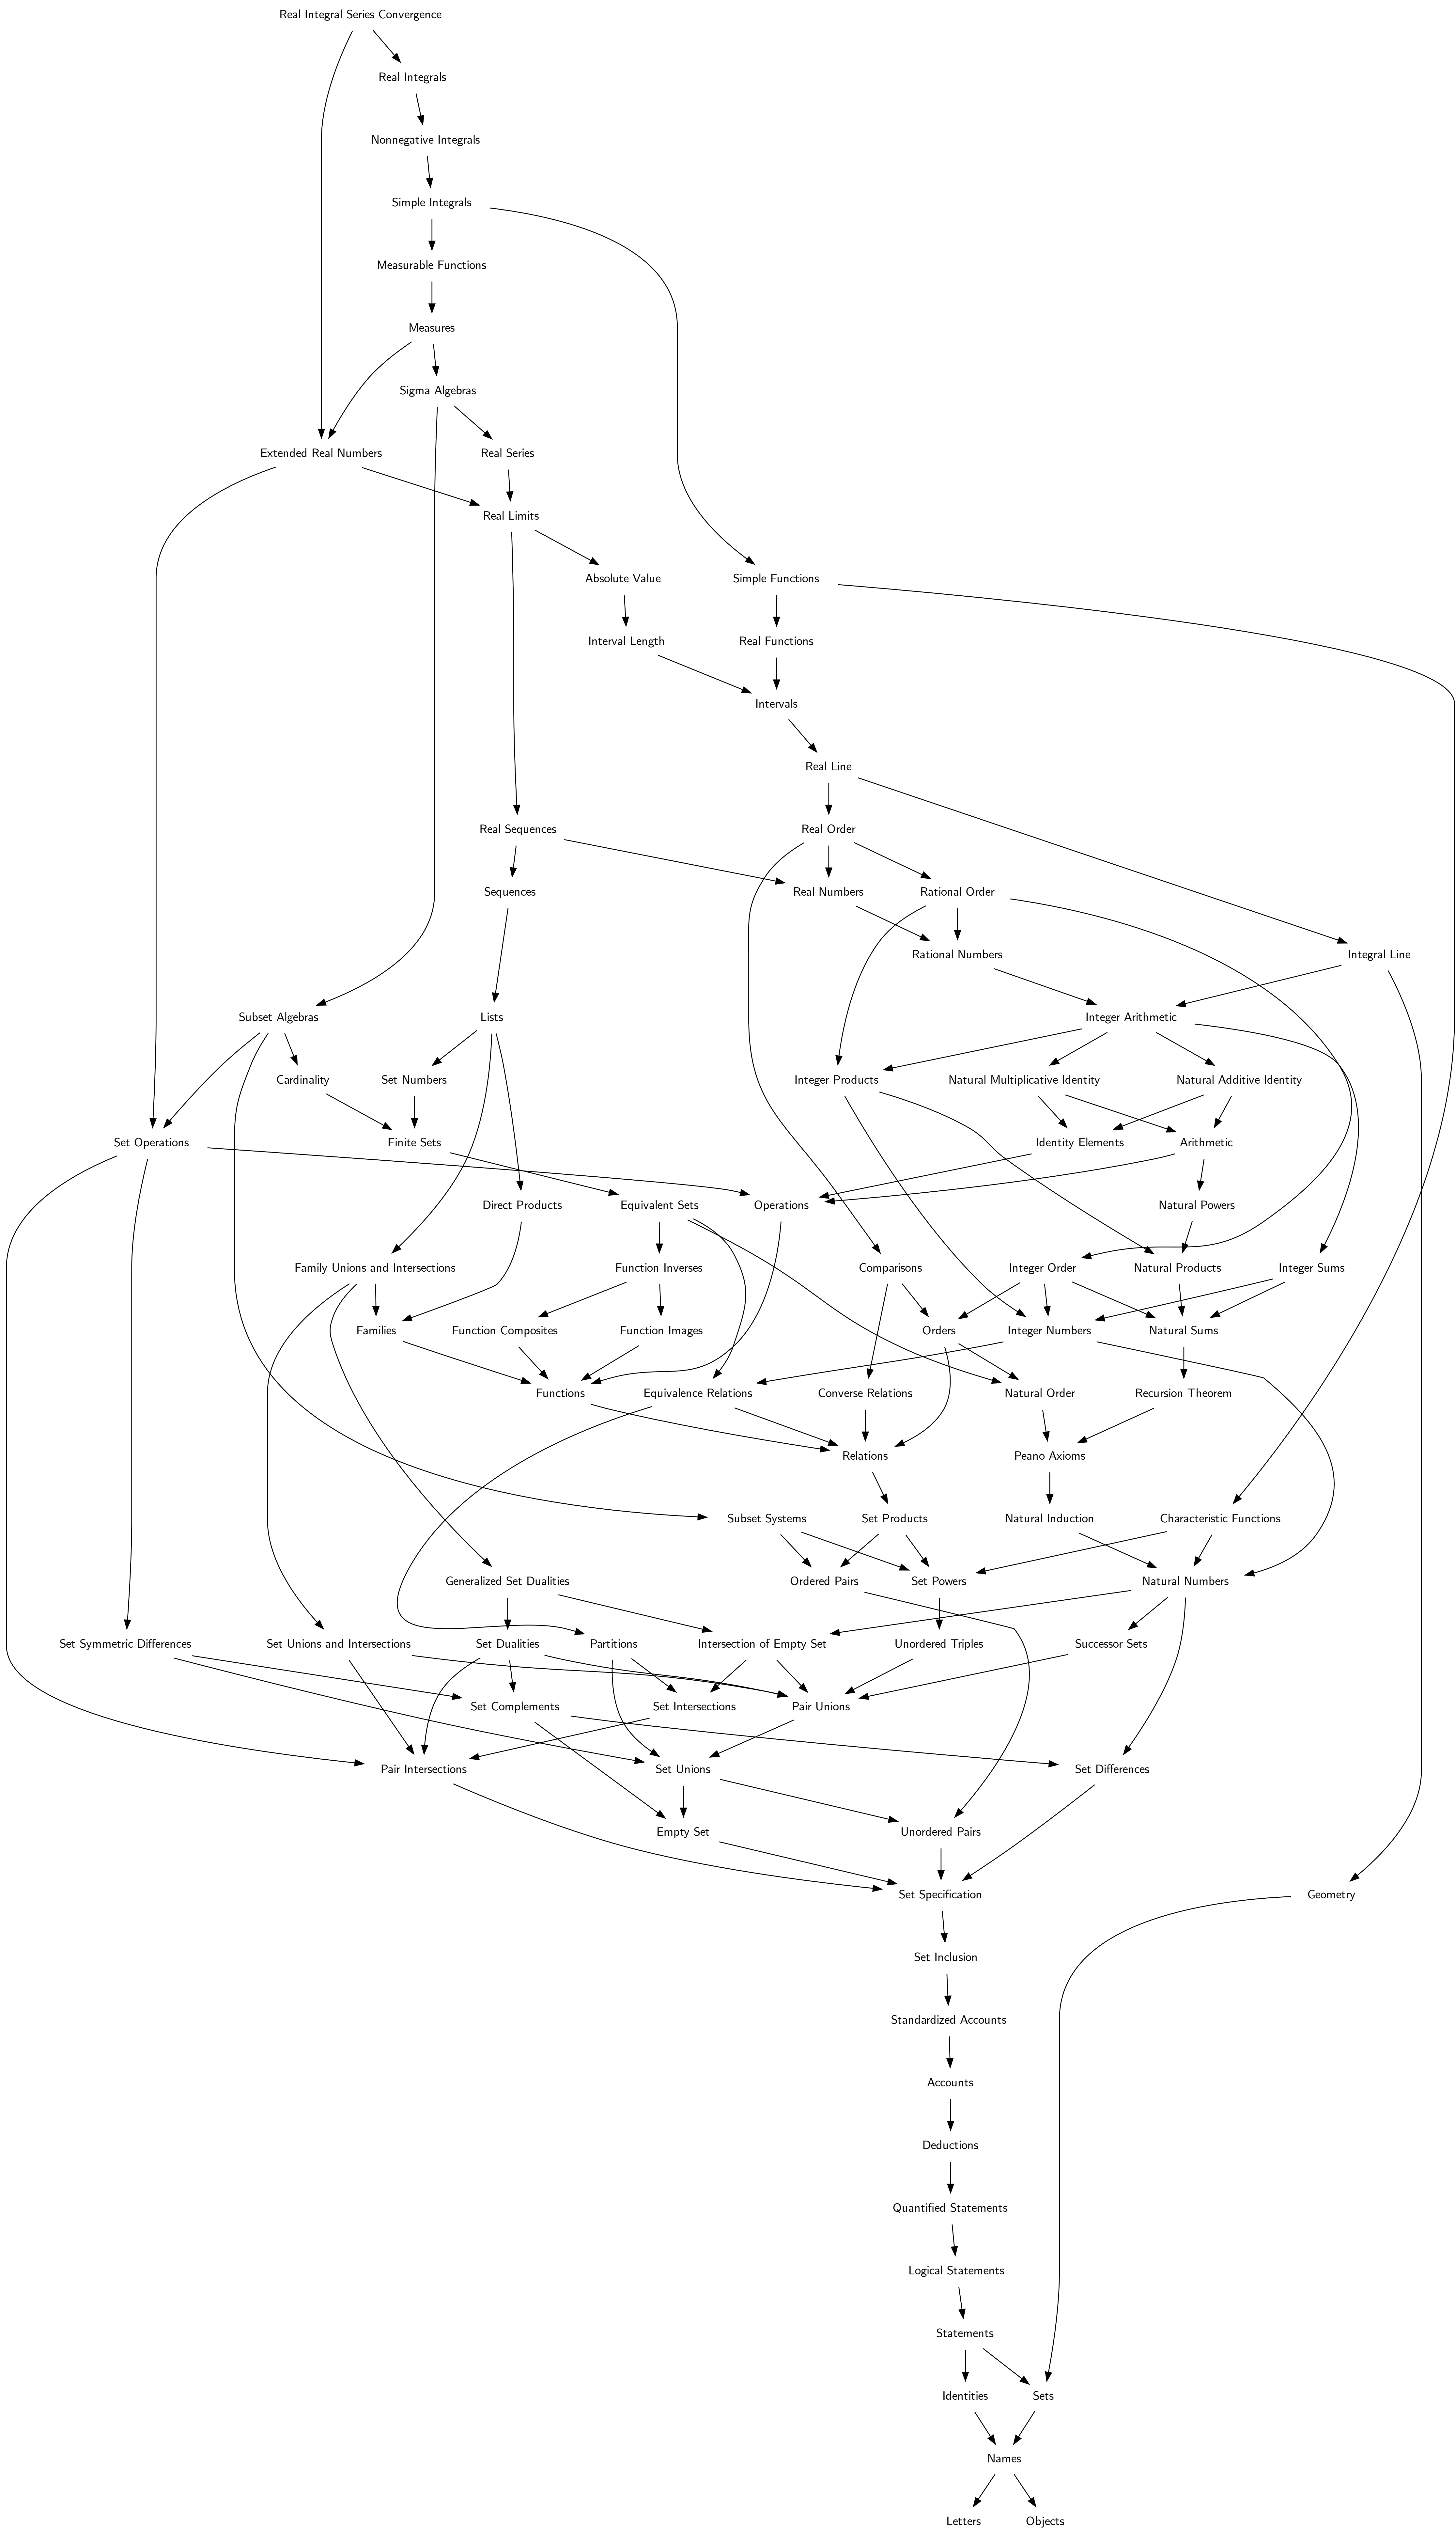 Real Integral Series Convergence
Real Integrals
Nonnegative Integrals
Simple Integrals
Measurable Functions
Measures
Sigma Algebras
Extended Real Numbers
Real Series
Real Limits
Absolute Value
Simple Functions
Interval Length
Real Functions
Intervals
Real Line
Real Sequences
Real Order
Sequences
Real Numbers
Rational Order
Rational Numbers
Integral Line
Subset Algebras
Lists
Integer Arithmetic
Cardinality
Set Numbers
Integer Products
Natural Multiplicative Identity
Natural Additive Identity
Set Operations
Finite Sets
Identity Elements
Arithmetic
Direct Products
Equivalent Sets
Operations
Natural Powers
Family Unions and Intersections
Function Inverses
Comparisons
Integer Order
Natural Products
Integer Sums
Families
Function Composites
Function Images
Orders
Integer Numbers
Natural Sums
Functions
Equivalence Relations
Converse Relations
Natural Order
Recursion Theorem
Relations
Peano Axioms
Subset Systems
Set Products
Natural Induction
Characteristic Functions
Generalized Set Dualities
Ordered Pairs
Set Powers
Natural Numbers
Set Symmetric Differences
Set Unions and Intersections
Set Dualities
Partitions
Intersection of Empty Set
Unordered Triples
Successor Sets
Set Complements
Set Intersections
Pair Unions
Pair Intersections
Set Unions
Set Differences
Empty Set
Unordered Pairs
Set Specification
Geometry
Set Inclusion
Standardized Accounts
Accounts
Deductions
Quantified Statements
Logical Statements
Statements
Identities
Sets
Names
Letters
Objects